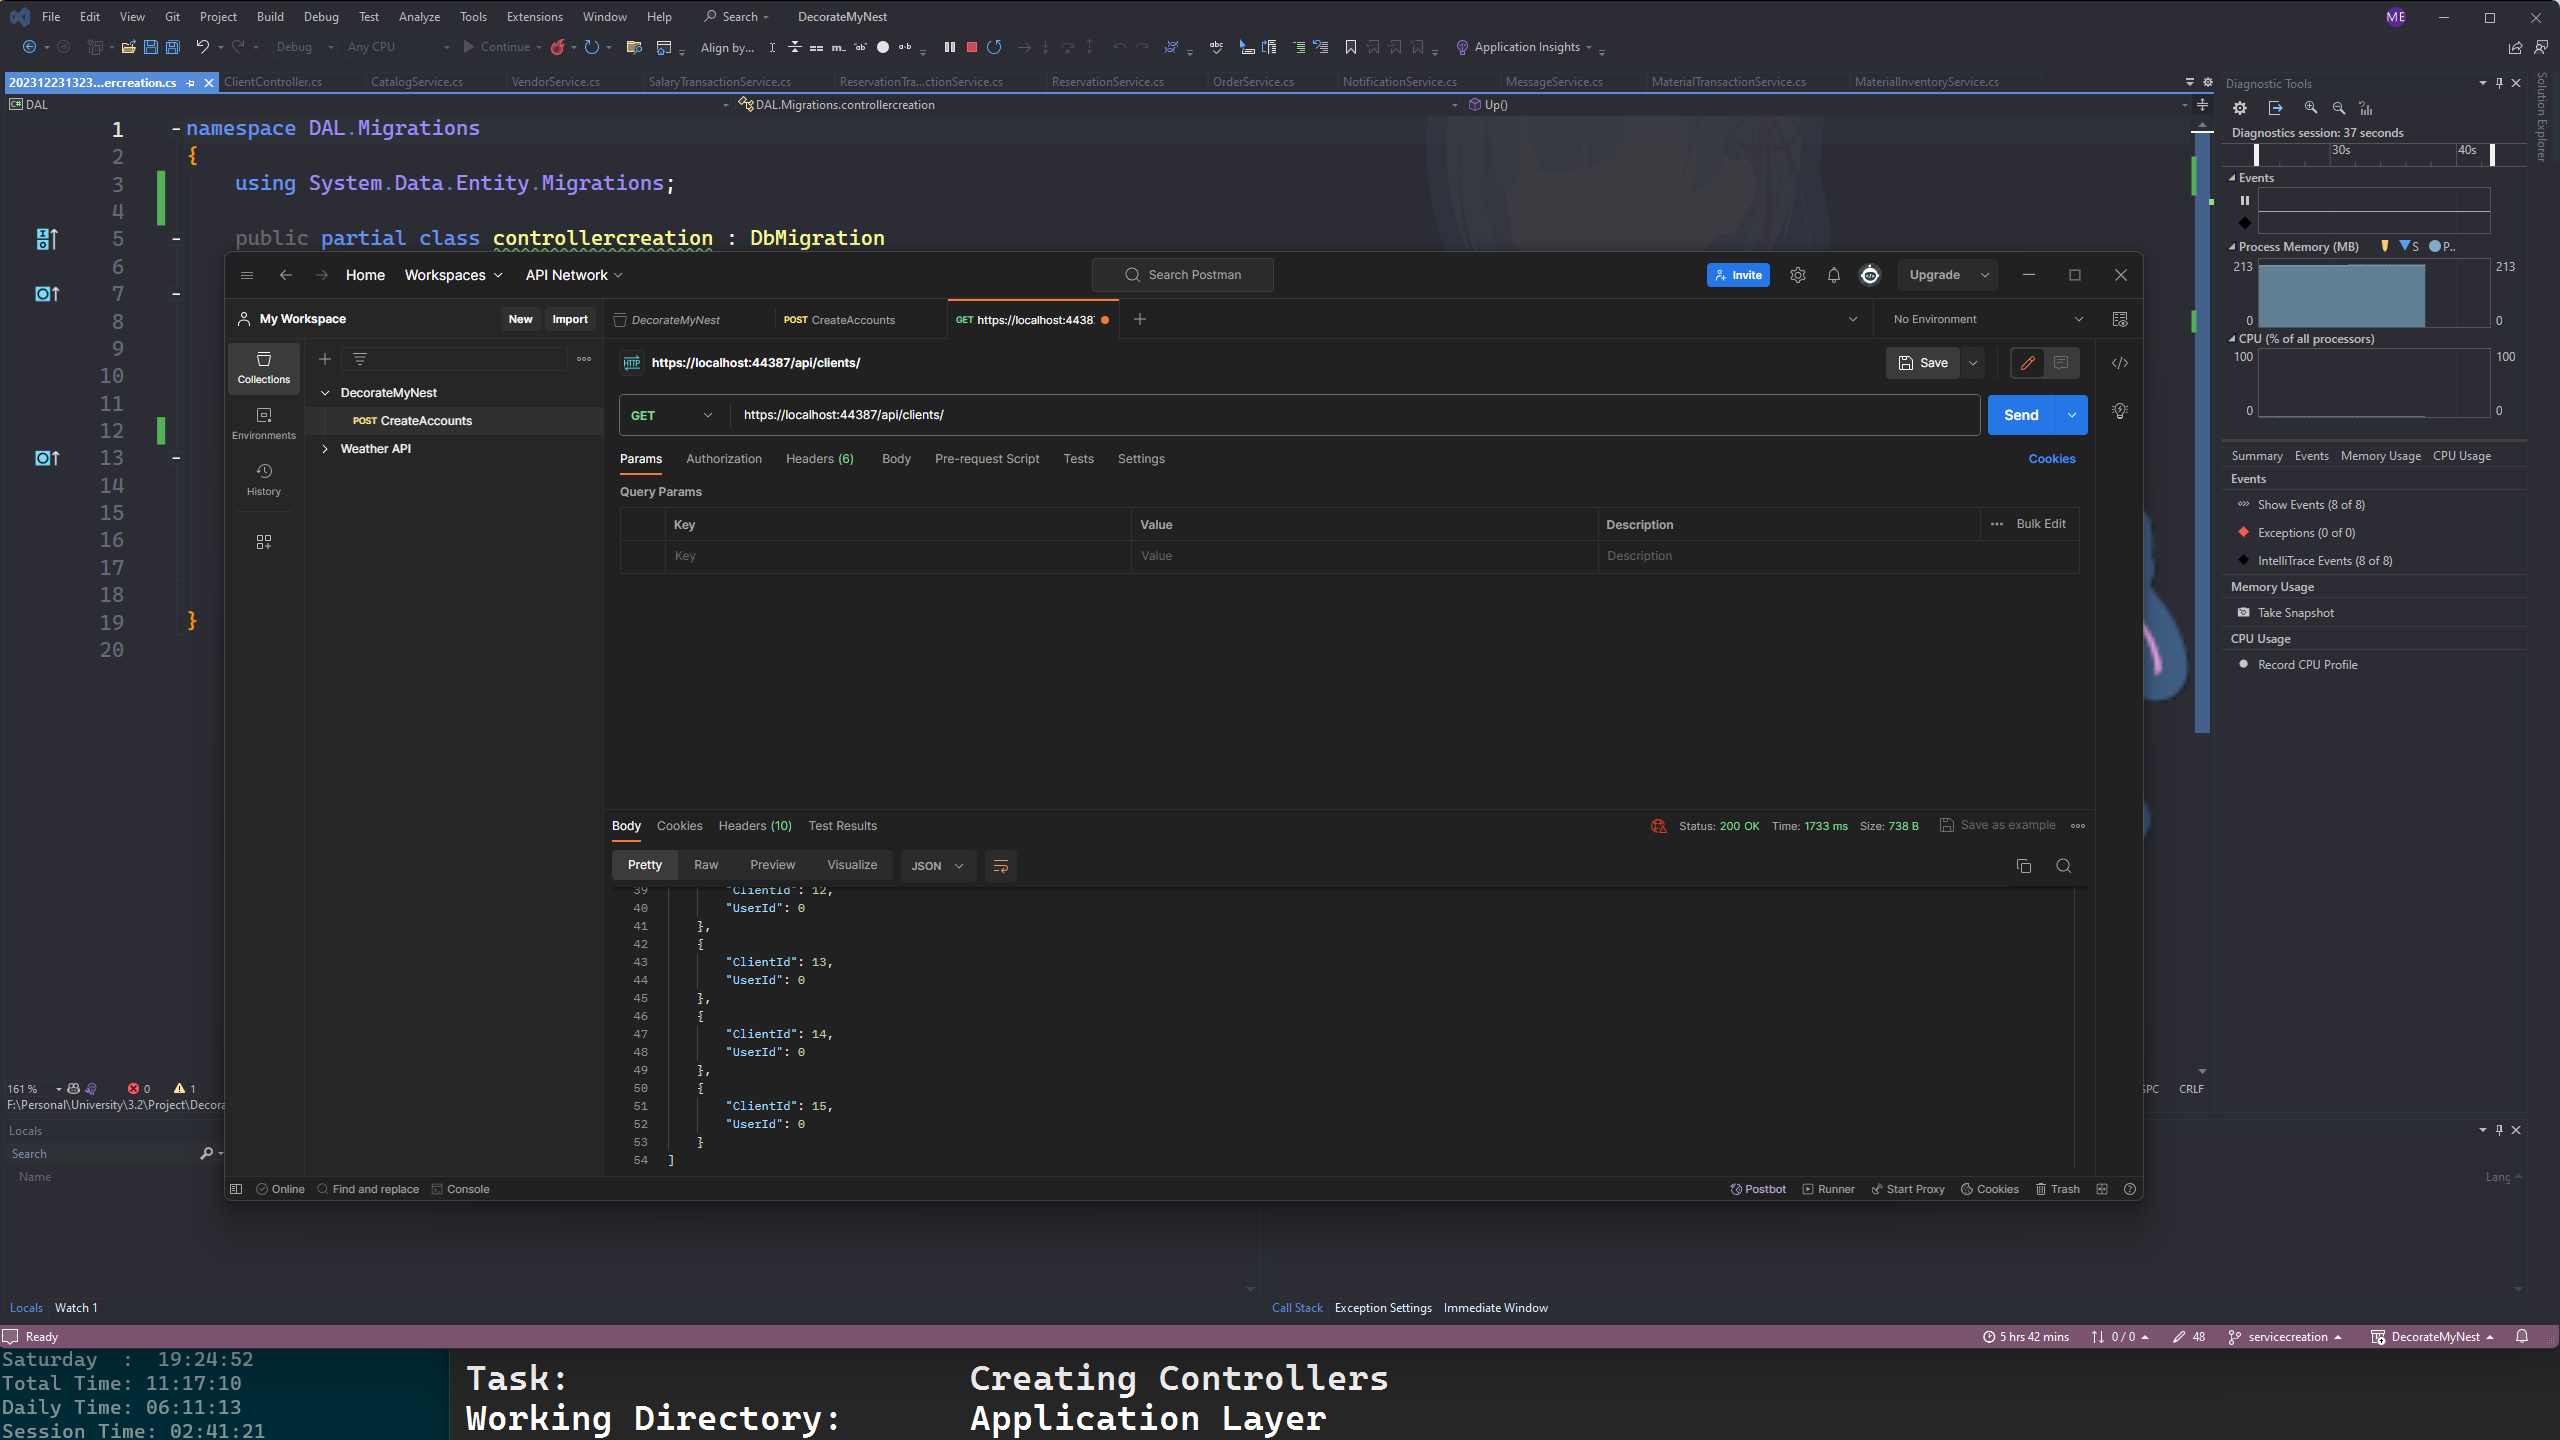 File Edit View Git Project Build Debug Test Analyze Tools Extensions Window Help Search DecorateMyNest ME
Debug Any CPU Continue Align by... Application Insights
202312231323...ercreation.cs ClientController.cs CatalogService.cs VendorService.cs SalaryTransactionService.cs ReservationTra...ctionService.cs ReservationService.cs OrderService.cs NotificationService.cs MessageService.cs MaterialTransactionService.cs MaterialInventoryService.cs
DAL DAL.Migrations.controllercreation Up()
1 namespace DAL.Migrations
2 {
3 using System.Data.Entity.Migrations;
4
5 public partial class controllercreation : DbMigration
6
7
8
9
10
11
12
13
14
15
16
17
18
19 }
20
Home Workspaces API Network Search Postman Invite Upgrade
My Workspace New Import
DecorateMyNest POST CreateAccounts GET https://localhost:4438 No Environment
Collections
Environments
History
DecorateMyNest
POST CreateAccounts
Weather API
HTTP https://localhost:44387/api/clients/ Save
GET https://localhost:44387/api/clients/ Send
Params Authorization Headers (6) Body Pre-request Script Tests Settings Cookies
Query Params
Key Value Description Bulk Edit
Key Value Description
Body Cookies Headers (10) Test Results Status: 200 OK Time: 1733 ms Size: 738 B Save as example
Pretty Raw Preview Visualize JSON
39 "ClientId": 12,
40 "UserId": 0
41 },
42 {
43 "ClientId": 13,
44 "UserId": 0
45 },
46 {
47 "ClientId": 14,
48 "UserId": 0
49 },
50 {
51 "ClientId": 15,
52 "UserId": 0
53 }
54 ]
Online Find and replace Console Postbot Runner Start Proxy Cookies Trash
Diagnostic Tools
Solution Explorer
Diagnostics session: 37 seconds
30s 40s
Events
Process Memory (MB) S P..
213 213
0 0
CPU (% of all processors)
100 100
0 0
Summary Events Memory Usage CPU Usage
Events
Show Events (8 of 8)
Exceptions (0 of 0)
IntelliTrace Events (8 of 8)
Memory Usage
Take Snapshot
CPU Usage
Record CPU Profile
161 % 0 1 SPC CRLF
F:\Personal\University\3.2\Project\Decora
Locals
Search
Name Lang
Locals Watch 1 Call Stack Exception Settings Immediate Window
Ready 5 hrs 42 mins 0 / 0 48 servicecreation DecorateMyNest
Saturday : 19:24:52
Total Time: 11:17:10
Daily Time: 06:11:13
Session Time: 02:41:21
Task: Creating Controllers
Working Directory: Application Layer